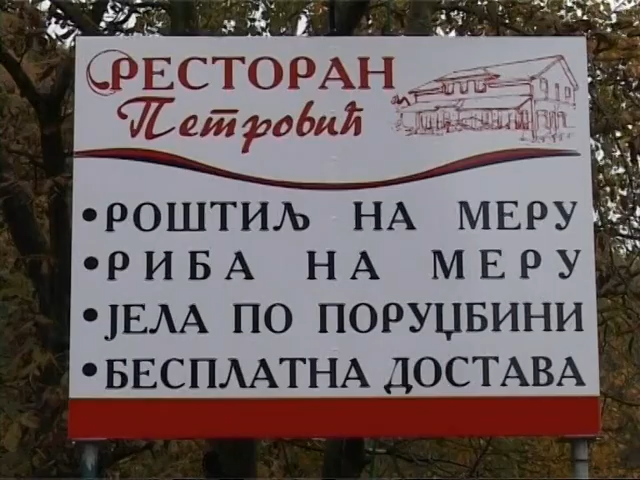 РЕСТОРАН
Петровић
• РОШТИЉ НА МЕРУ
• РИБА НА МЕРУ
• ЈЕЛА ПО ПОРУЏБИНИ
• БЕСПЛАТНА ДОСТАВА